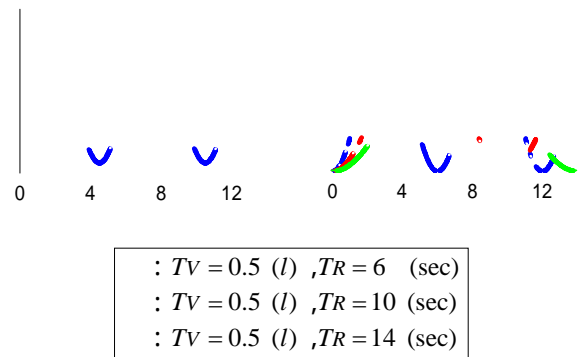 0 4 8 12 0 4 8 12
: TV = 0.5 (l) , TR = 6 (sec)
: TV = 0.5 (l) , TR = 10 (sec)
: TV = 0.5 (l) , TR = 14 (sec)